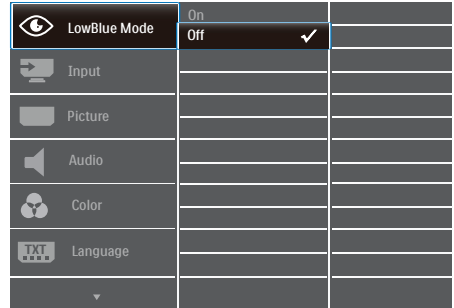 LowBlue Mode
On
Off
Input
Picture
Audio
Color
TXT
Language